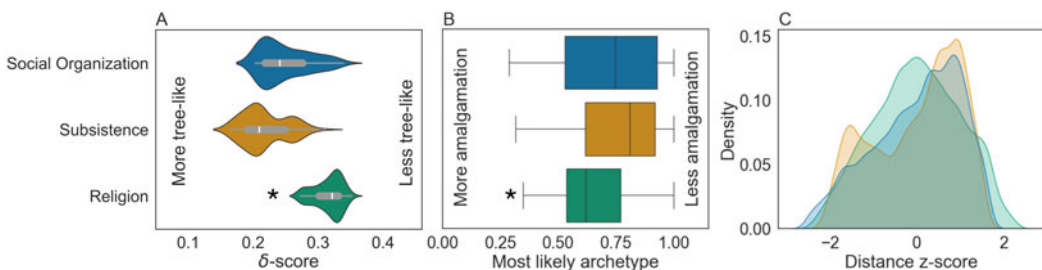 A
Social Organization
Subsistence
Religion
More tree-like
Less tree-like
*
0.1 0.2 0.3 0.4
δ-score
B
More amalgamation
Less amalgamation
*
0.00 0.25 0.50 0.75 1.00
Most likely archetype
C
Density
0.15
0.10
0.05
0.00
−2 0 2
Distance z-score